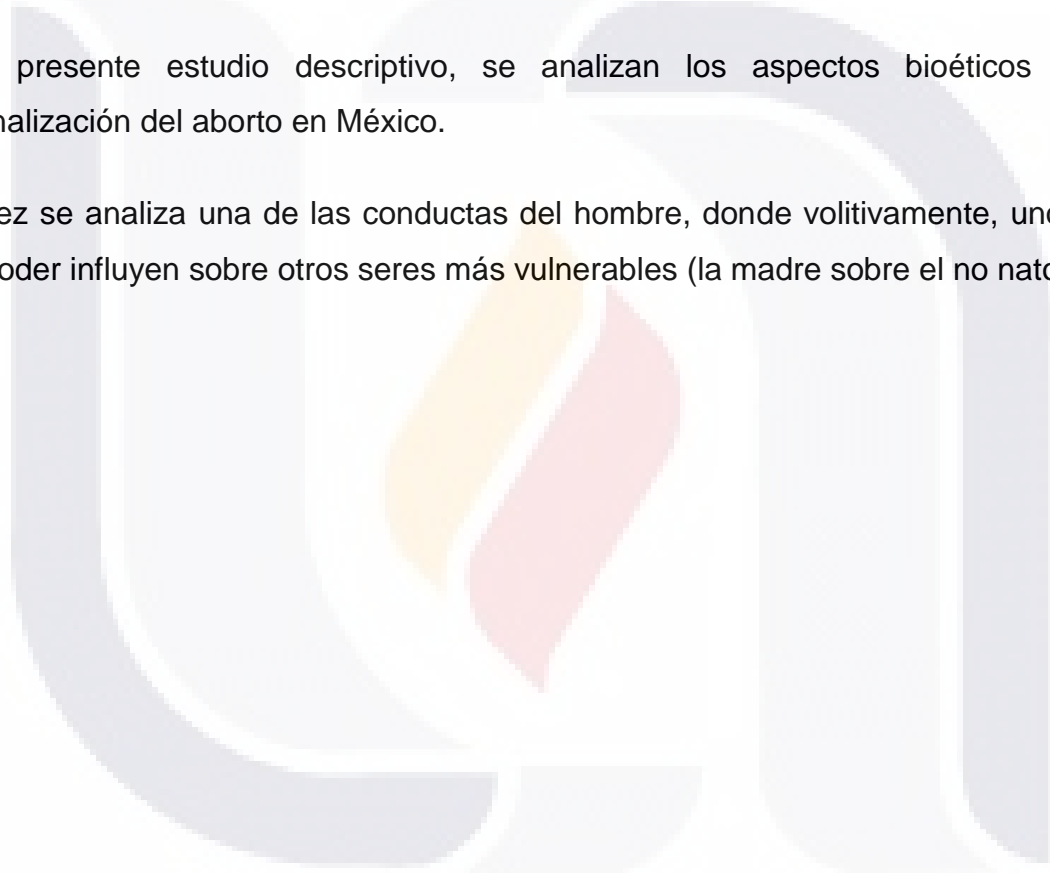 presente estudio descriptivo, se analizan los aspectos bioéticos
nalización del aborto en México.
ez se analiza una de las conductas del hombre, donde volitivamente, uno
oder influyen sobre otros seres más vulnerables (la madre sobre el no nato